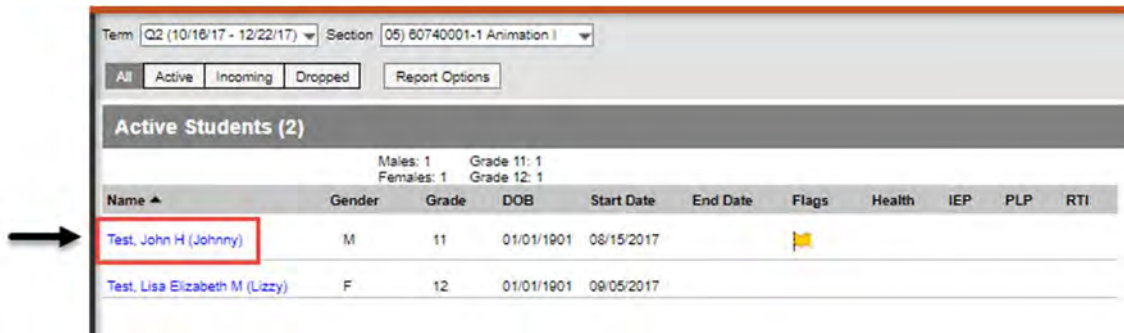 Term Q2 (10/16/17 - 12/22/17) Section 05) 60740001-1 Animation I
All Active Incoming Dropped Report Options
Active Students (2)
Males: 1 Grade 11: 1
Females: 1 Grade 12: 1
Name Gender Grade DOB Start Date End Date Flags Health IEP PLP RTI
Test, John H (Johnny) M 11 01/01/1901 08/15/2017
Test, Lisa Elizabeth M (Lizzy) F 12 01/01/1901 09/05/2017